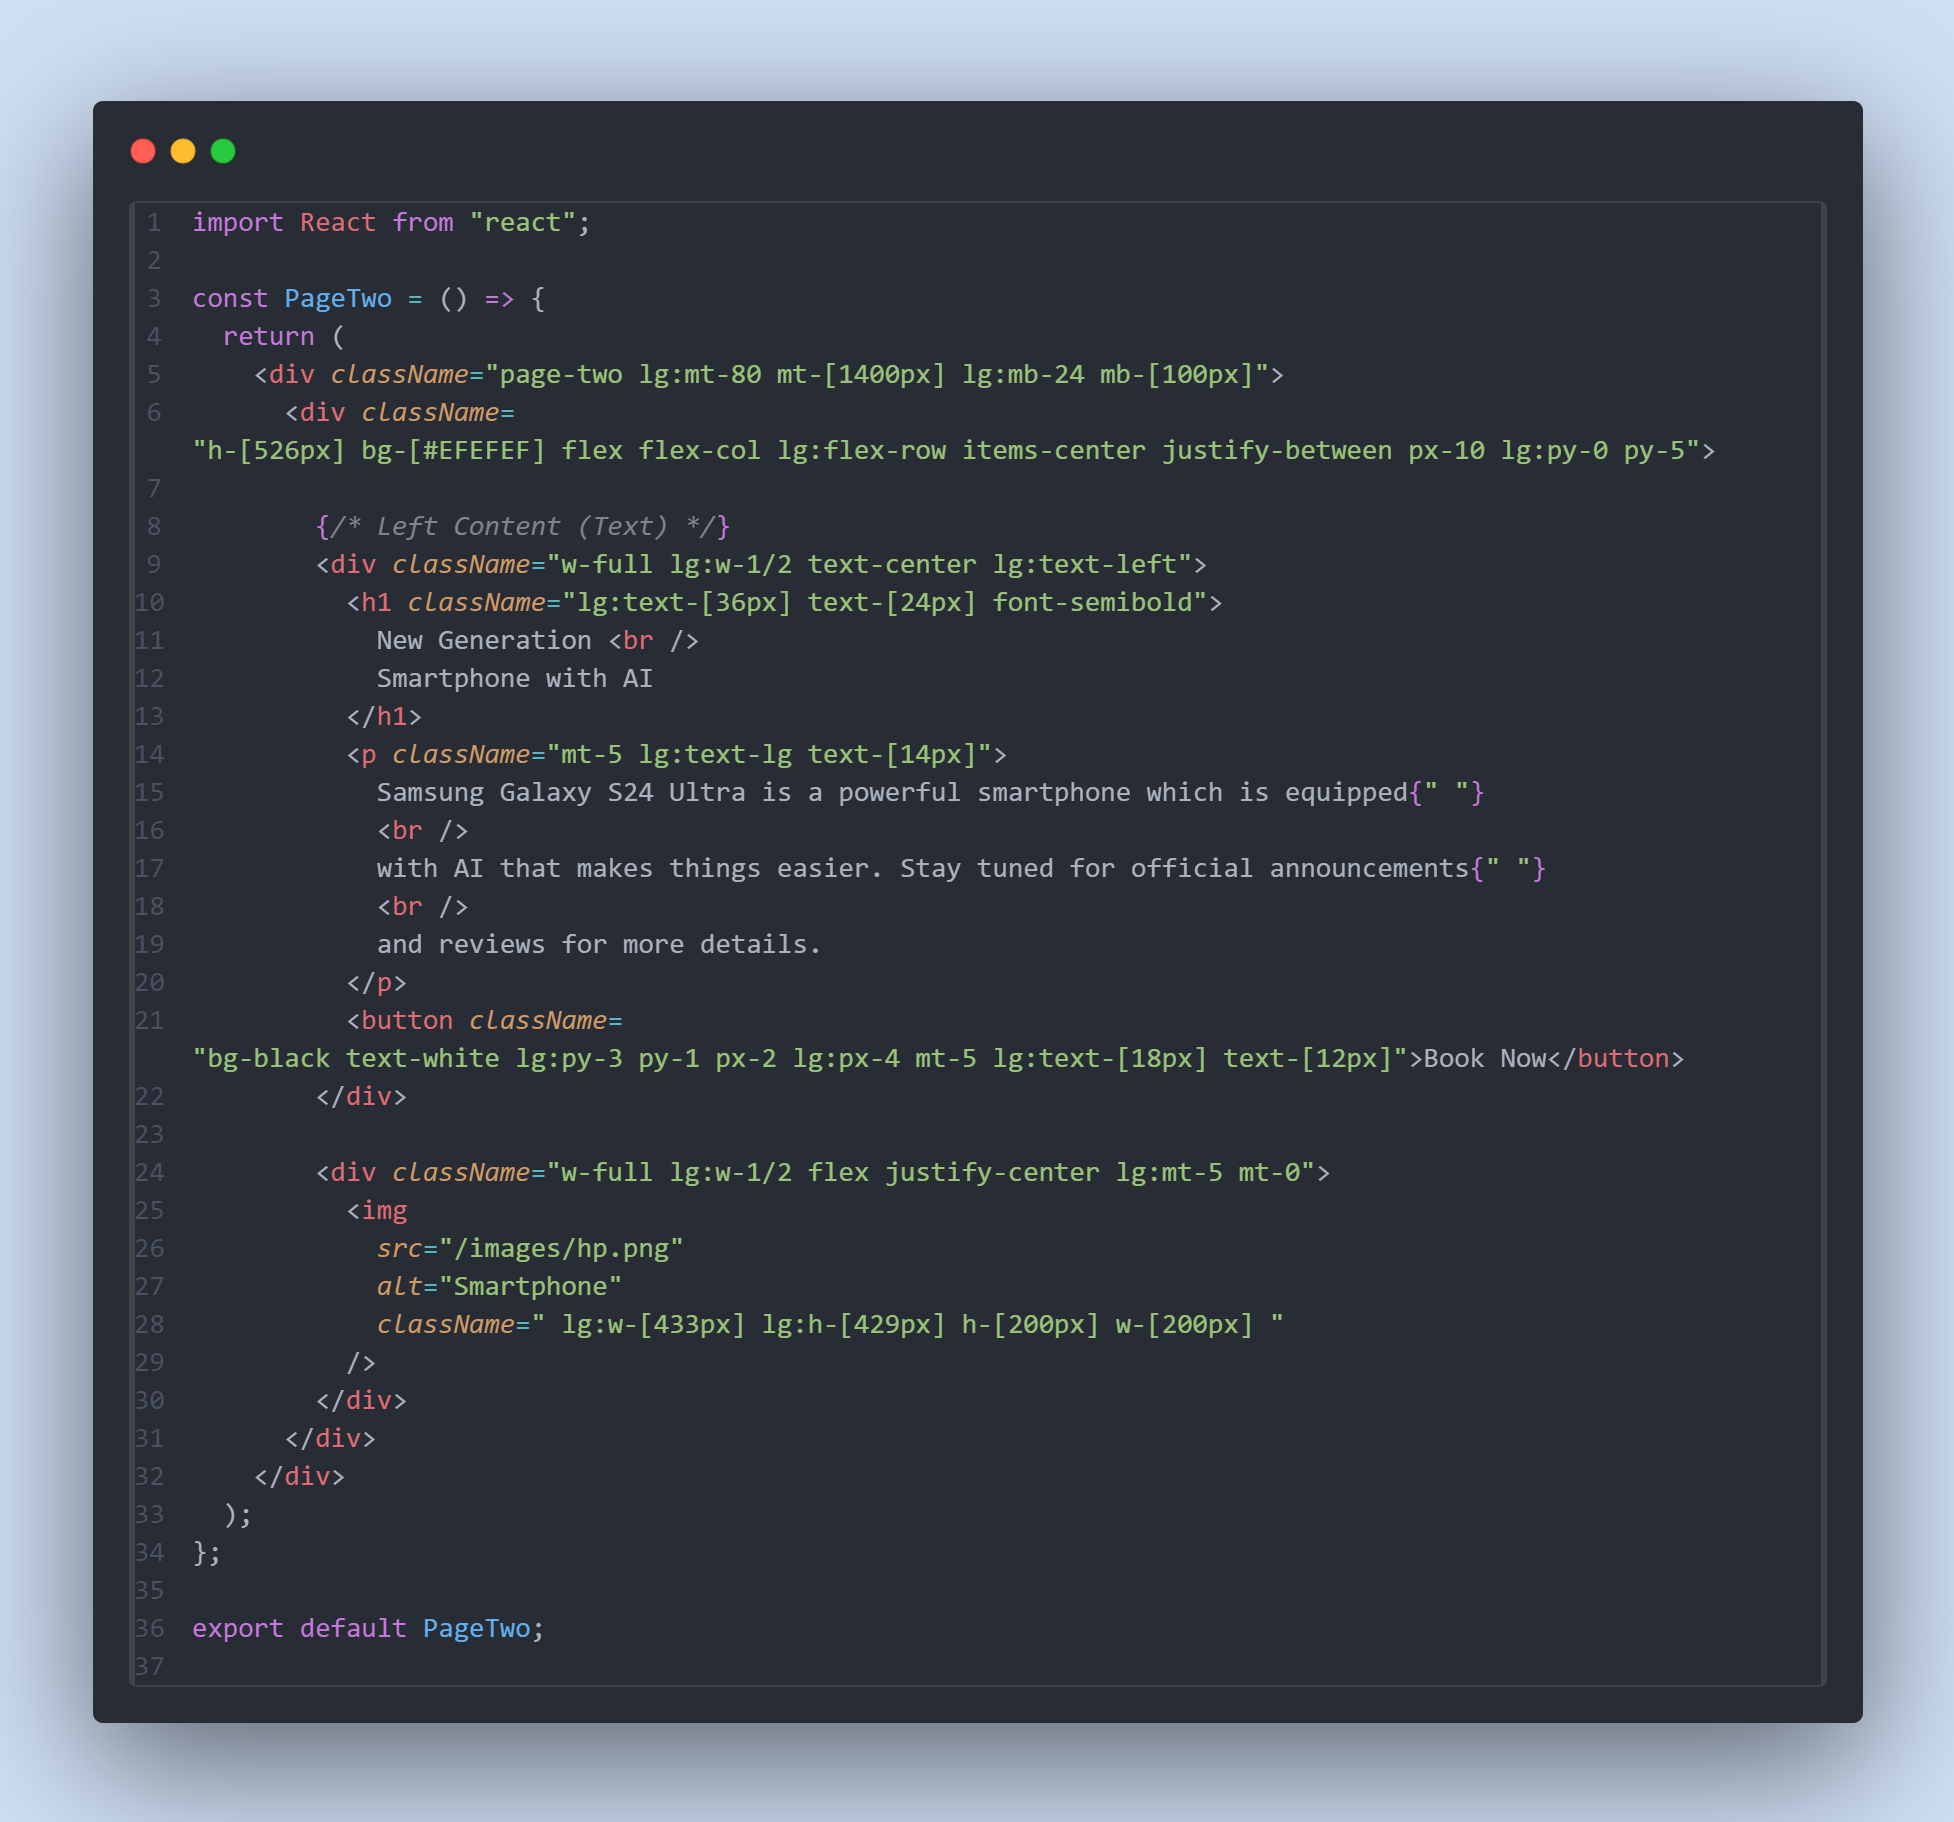 1 import React from "react";
2
3 const PageTwo = () => {
4   return (
5     <div className="page-two lg:mt-80 mt-[1400px] lg:mb-24 mb-[100px]">
6       <div className=
"h-[526px] bg-[#EFEFEF] flex flex-col lg:flex-row items-center justify-between px-10 lg:py-0 py-5">
7
8         {/* Left Content (Text) */}
9         <div className="w-full lg:w-1/2 text-center lg:text-left">
10           <h1 className="lg:text-[36px] text-[24px] font-semibold">
11             New Generation <br />
12             Smartphone with AI
13           </h1>
14           <p className="mt-5 lg:text-lg text-[14px]">
15             Samsung Galaxy S24 Ultra is a powerful smartphone which is equipped{" "}
16             <br />
17             with AI that makes things easier. Stay tuned for official announcements{" "}
18             <br />
19             and reviews for more details.
20           </p>
21           <button className=
"bg-black text-white lg:py-3 py-1 px-2 lg:px-4 mt-5 lg:text-[18px] text-[12px]">Book Now</button>
22         </div>
23
24         <div className="w-full lg:w-1/2 flex justify-center lg:mt-5 mt-0">
25           <img
26             src="/images/hp.png"
27             alt="Smartphone"
28             className=" lg:w-[433px] lg:h-[429px] h-[200px] w-[200px] "
29           />
30         </div>
31       </div>
32     </div>
33   );
34 };
35
36 export default PageTwo;
37